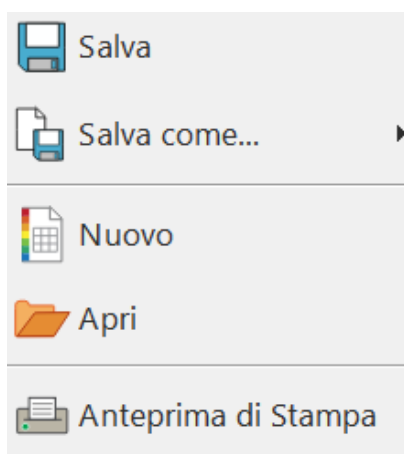 Salva
Salva come...
Nuovo
Apri
Anteprima di Stampa